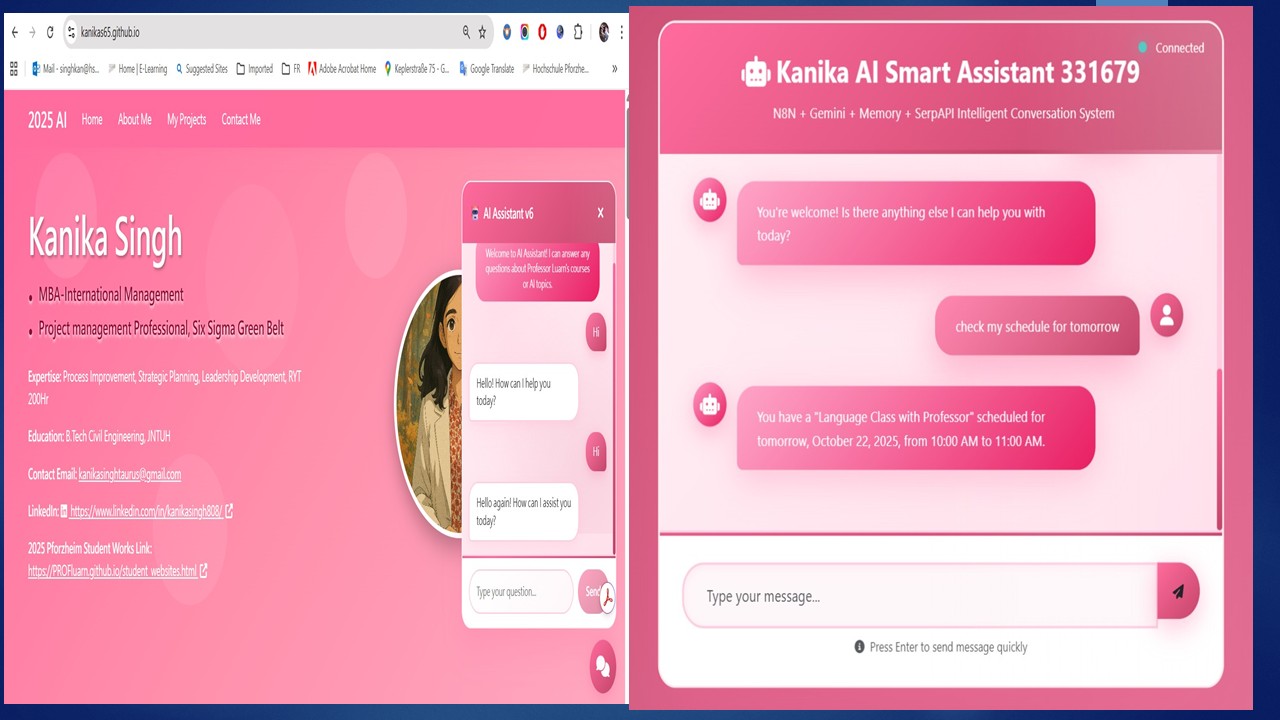 kanikas65.github.io
Mail - singhkan@hs...
Home | E-Learning
Suggested Sites
Imported
FR
Adobe Acrobat Home
Keplerstraße 75 - G...
Google Translate
Hochschule Pforzhe...
»
2025 AI
Home
About Me
My Projects
Contact Me
Kanika Singh
• MBA-International Management
• Project management Professional, Six Sigma Green Belt
Expertise: Process Improvement, Strategic Planning, Leadership Development, RYT
200Hr
Education: B.Tech Civil Engineering, JNTUH
Contact Email: kanikasinghtaurus@gmail.com
LinkedIn: https://www.linkedin.com/in/kanikasingh808/
2025 Pforzheim Student Works Link:
https://PROFluarn.github.io/student_websites.html
AI Assistant v6
X
Welcome to AI Assistant! I can answer any
questions about Professor Luarn's courses
or AI topics.
Hi
Hello! How can I help you
today?
Hi
Hello again! How can I assist you
today?
Type your question...
Send
Connected
Kanika AI Smart Assistant 331679
N8N + Gemini + Memory + SerpAPI Intelligent Conversation System
You're welcome! Is there anything else I can help you with
today?
check my schedule for tomorrow
You have a "Language Class with Professor" scheduled for
tomorrow, October 22, 2025, from 10:00 AM to 11:00 AM.
Type your message...
Press Enter to send message quickly